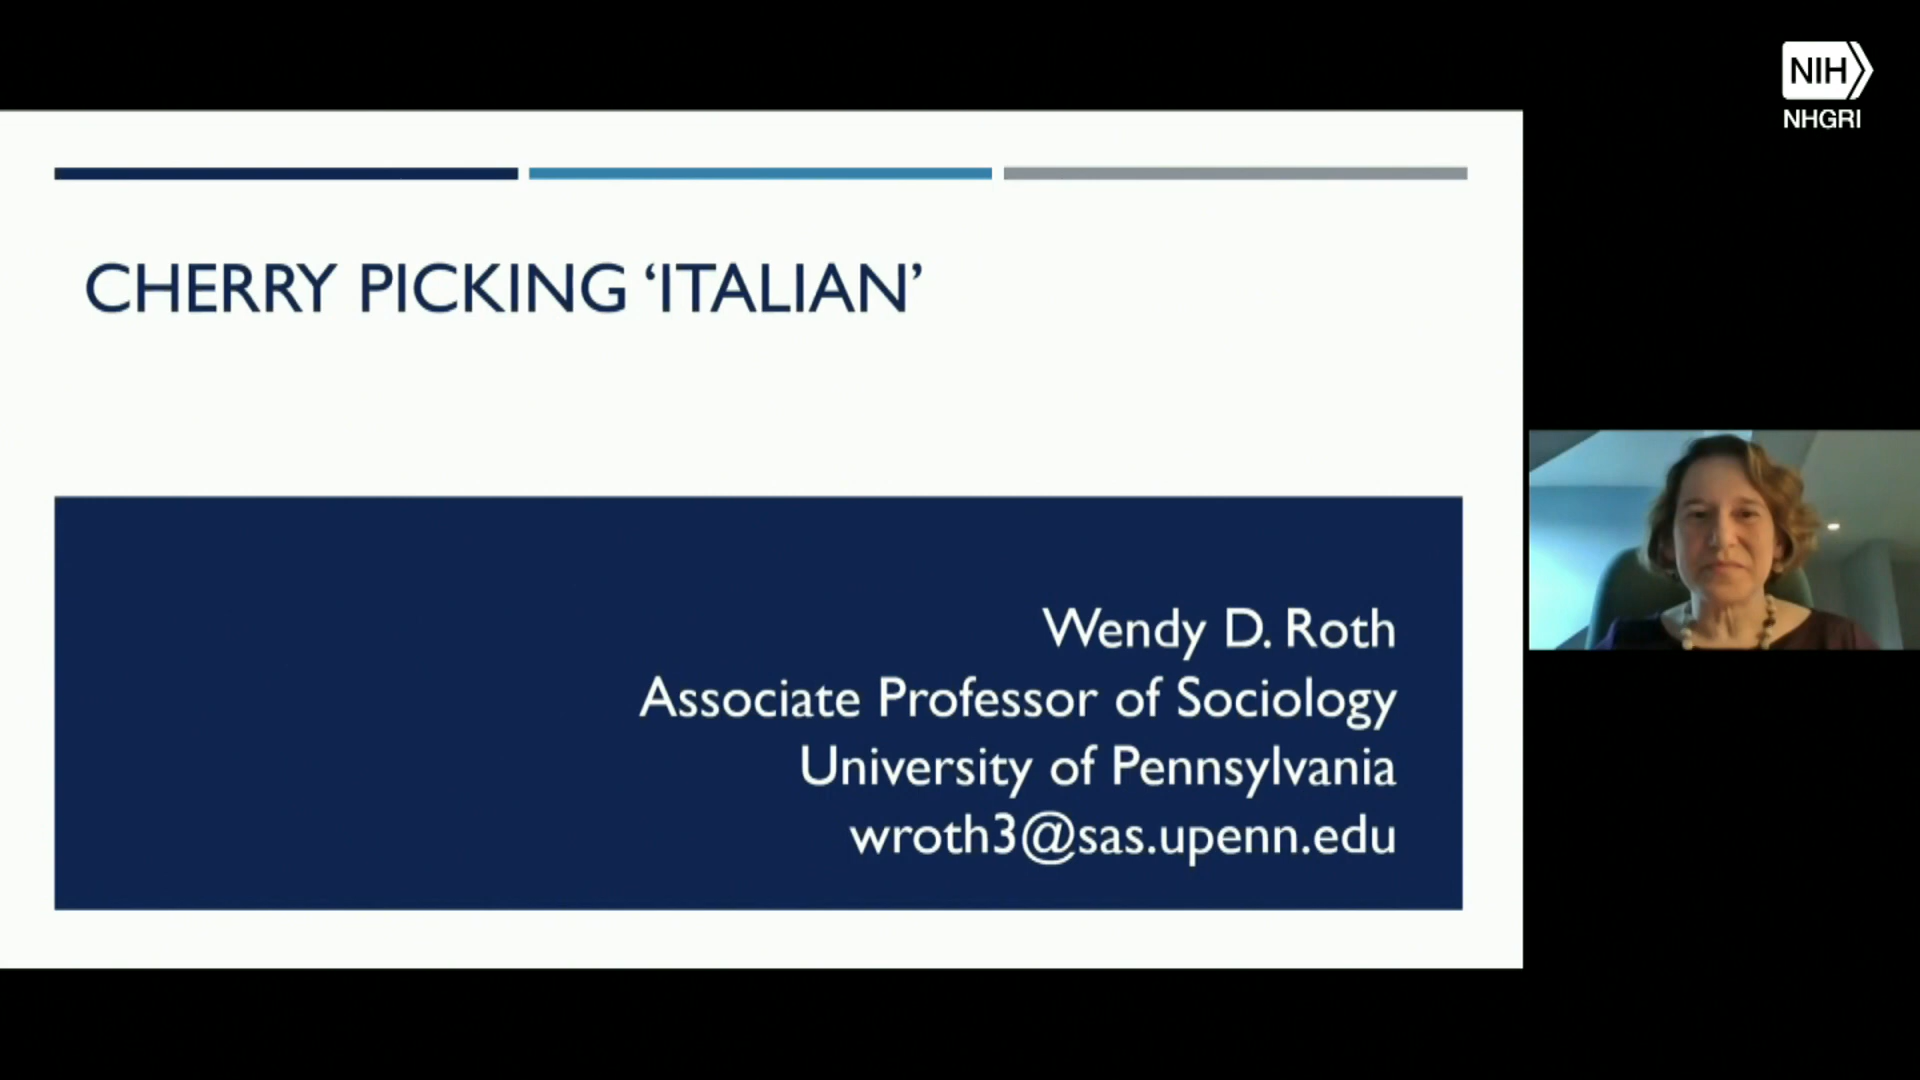 NIH
NHGRI
CHERRY PICKING ‘ITALIAN’
Wendy D. Roth
Associate Professor of Sociology
University of Pennsylvania
wroth3@sas.upenn.edu